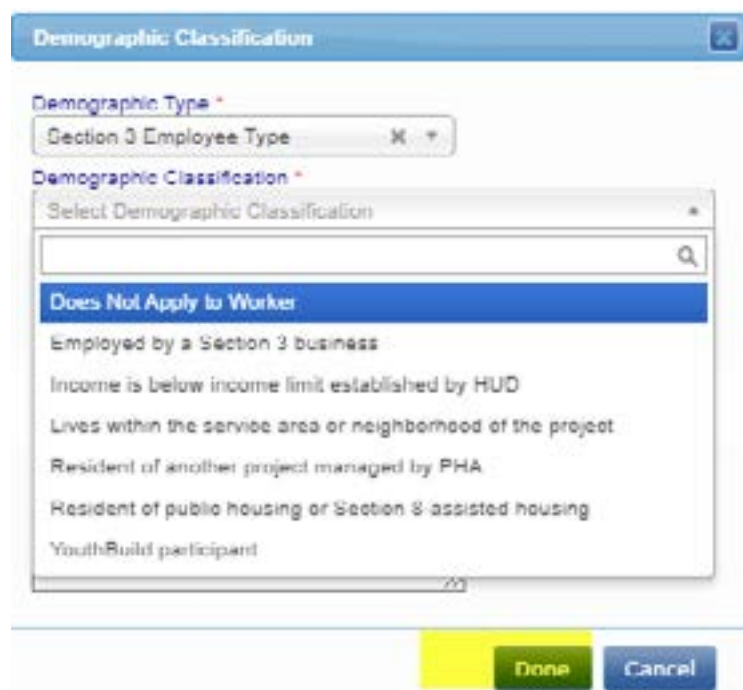 Demographic Classification
Demographic Type *
Section 3 Employee Type
Demographic Classification *
Select Demographic Classification
Does Not Apply to Worker
Employed by a Section 3 business
Income is below income limit established by HUD
Lives within the service area or neighborhood of the project
Resident of another project managed by PHA
Resident of public housing or Section 8-assisted housing
YouthBuild participant
Done Cancel